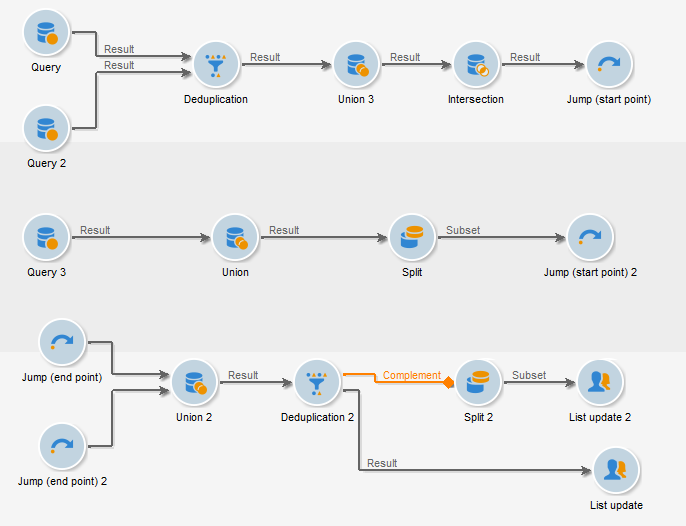 Result
Query
Result
Result
Result
Result
Deduplication
Union 3
Intersection
Jump (start point)
Query 2
Result
Result
Subset
Query 3
Union
Split
Jump (start point) 2
Jump (end point)
Result
Complement
Subset
Union 2
Deduplication 2
Split 2
List update 2
Jump (end point) 2
Result
List update